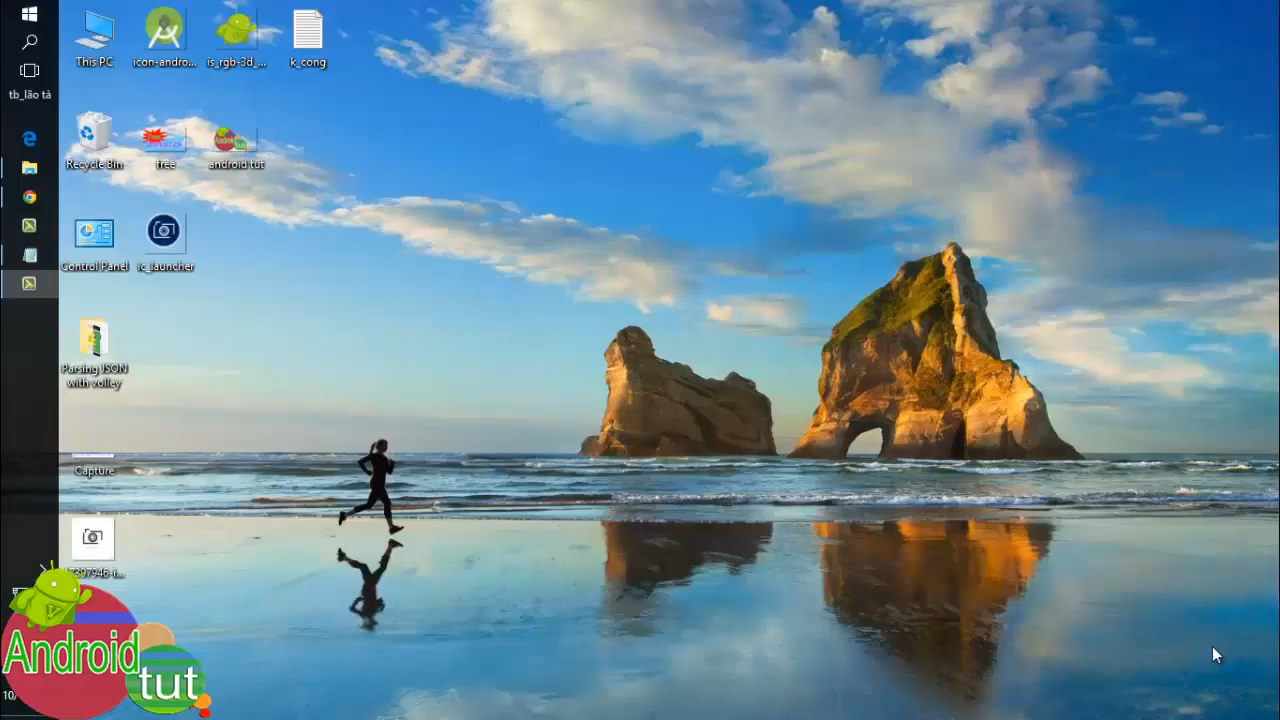 This PC
icon-andro...
is_rgb-3d_...
k_cong
tb_lão tà
Recycle Bin
free
android tut
Control Panel
ic_launcher
Parsing JSON
with volley
Capture
Android
tut
10/